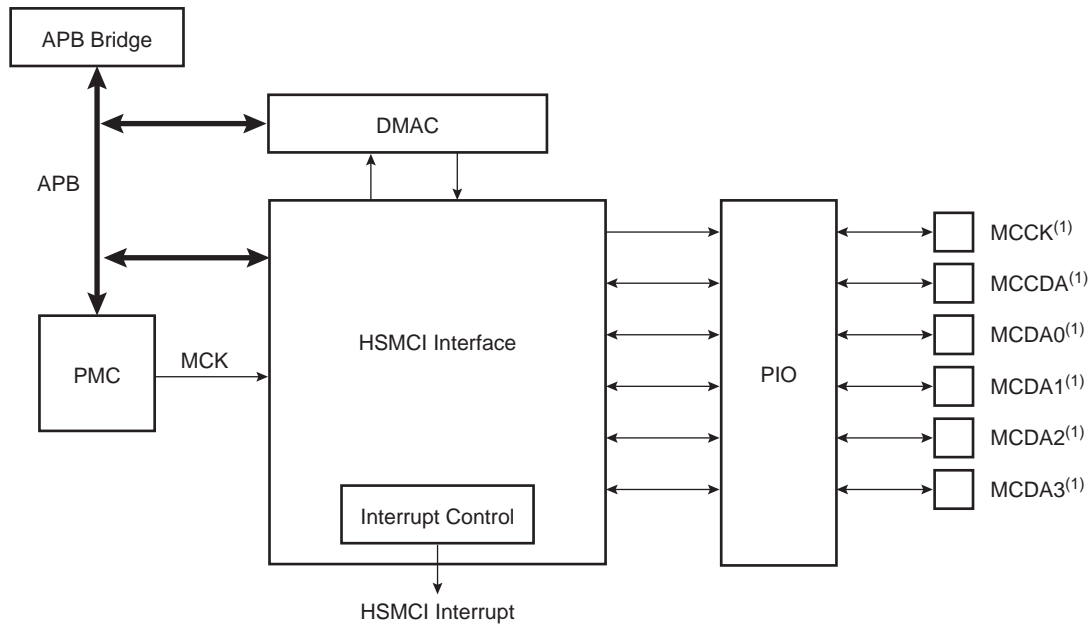 APB Bridge
DMAC
APB
MCCK(1)
MCCDA(1)
HSMCI Interface
MCDA0(1)
MCK
PMC
PIO
MCDA1(1)
MCDA2(1)
MCDA3(1)
Interrupt Control
HSMCI Interrupt